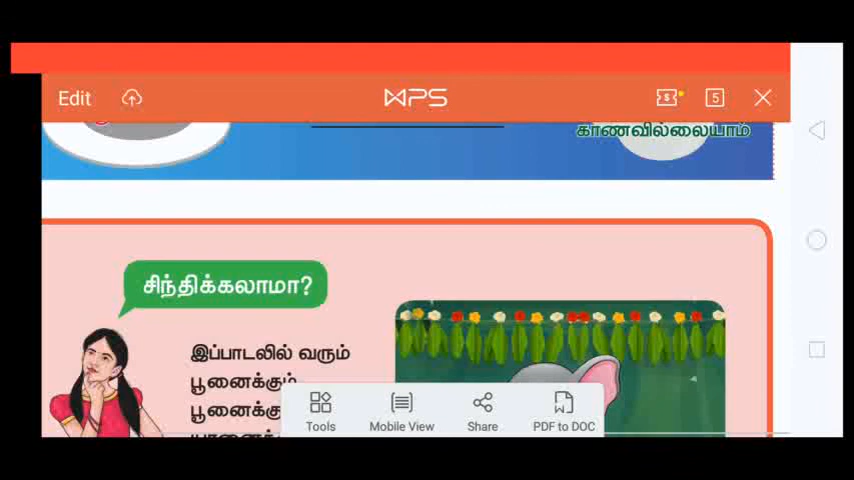 Edit
WPS
5
காணவில்லையாம்
சிந்திக்கலாமா?
இப்பாடலில் வரும்
பூனைக்கும்
Tools
Mobile View
Share
PDF to DOC